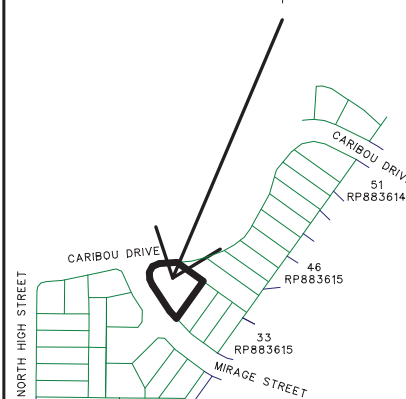 CARIBOU DRIV
51
RP883614
CARIBOU DRIVE
46
RP883615
NORTH HIGH STREET
33
RP883615
MIRAGE STREET